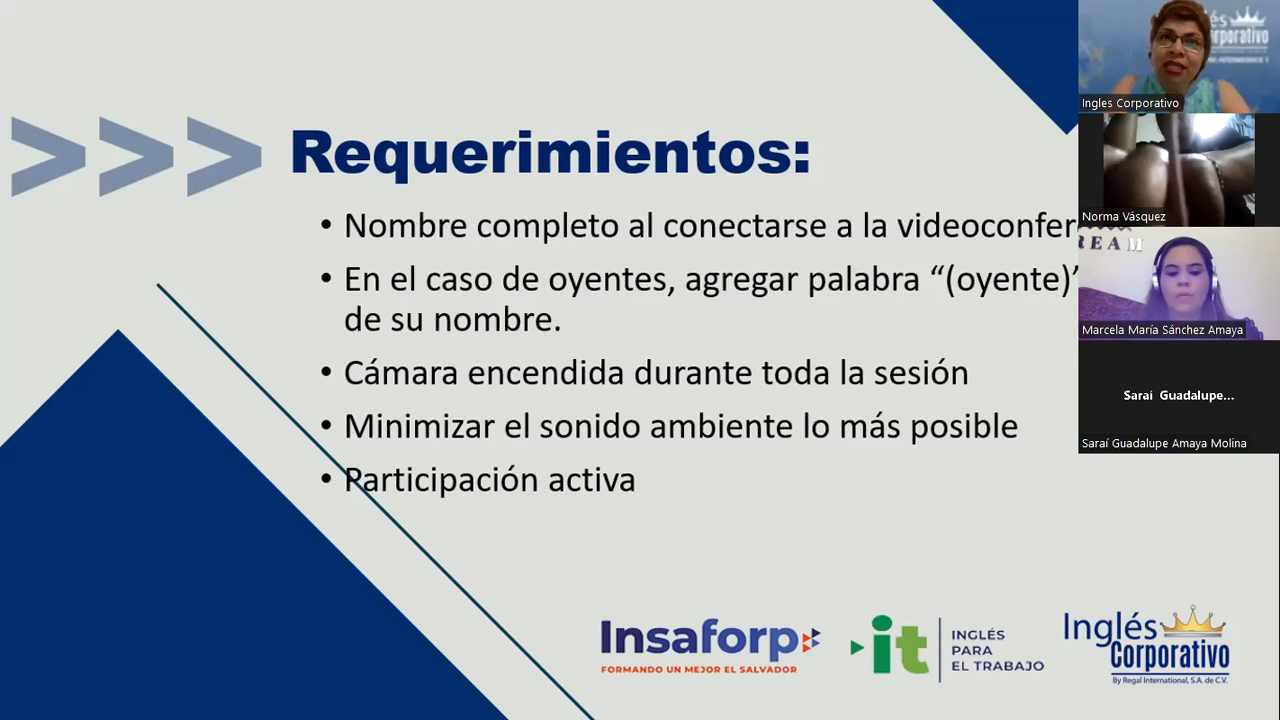 >>> Requerimientos:
• Nombre completo al conectarse a la videoconfer
• En el caso de oyentes, agregar palabra “(oyente)”
de su nombre.
• Cámara encendida durante toda la sesión
• Minimizar el sonido ambiente lo más posible
• Participación activa
Insaforp
FORMANDO UN MEJOR EL SALVADOR
it
INGLÉS
PARA
EL TRABAJO
Inglés
Corporativo
By Regal International, S.A. de C.V.
és
orporativo
Ingles Corporativo
Norma Vásquez
REAM
Marcela María Sánchez Amaya
Saraí Guadalupe...
Saraí Guadalupe Amaya Molina